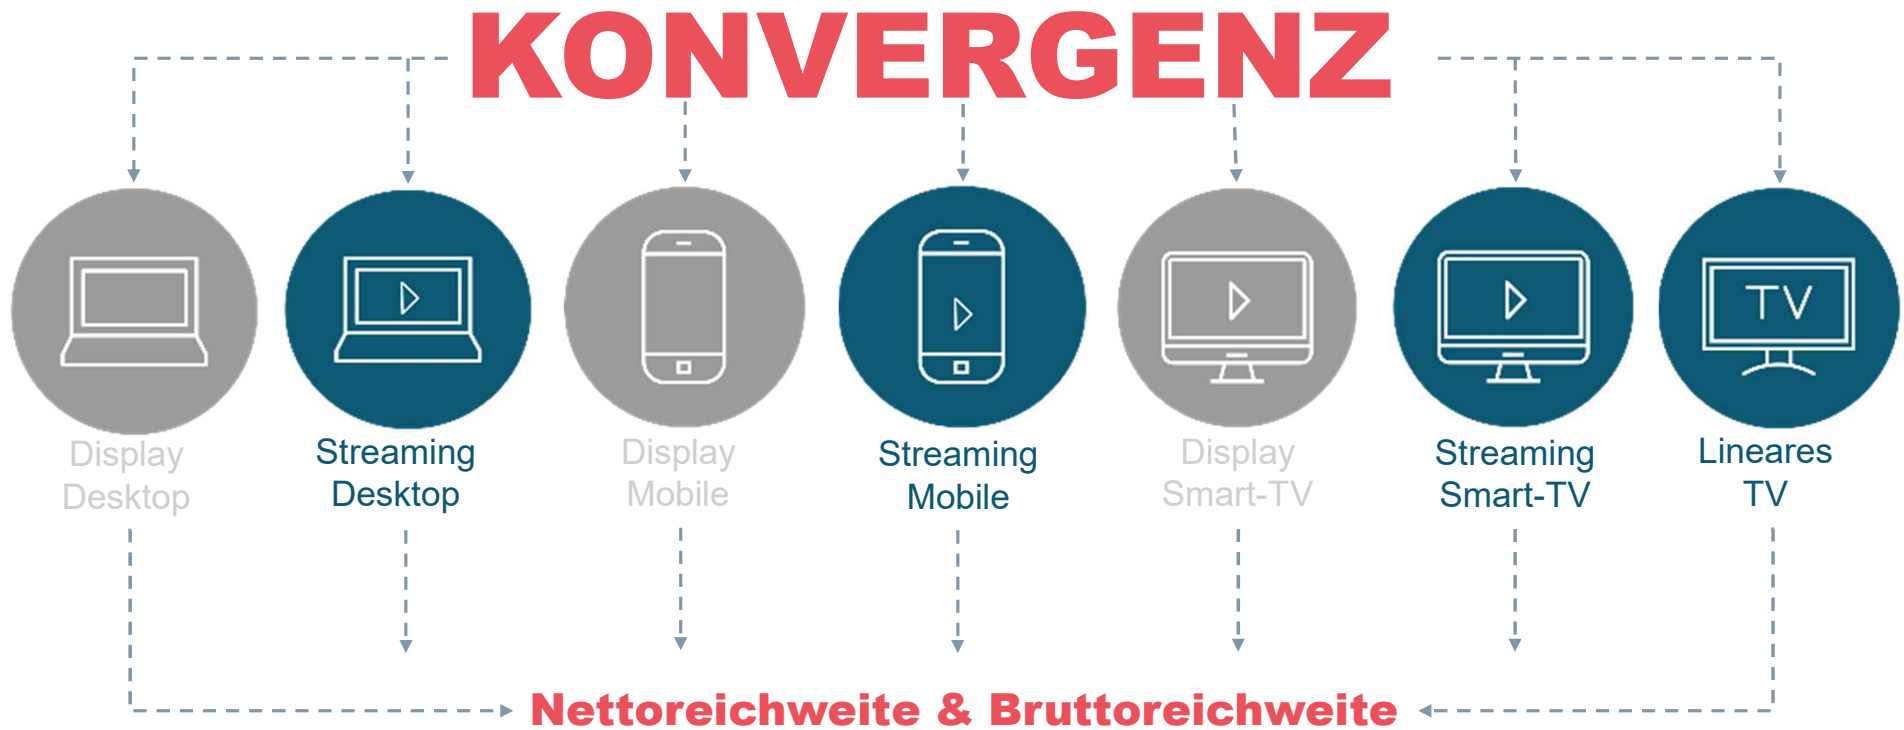 KONVERGENZ
TV
Display
Desktop
Streaming
Desktop
Display
Mobile
Streaming
Mobile
Display
Smart-TV
Streaming
Smart-TV
Lineares
TV
Nettoreichweite & Bruttoreichweite